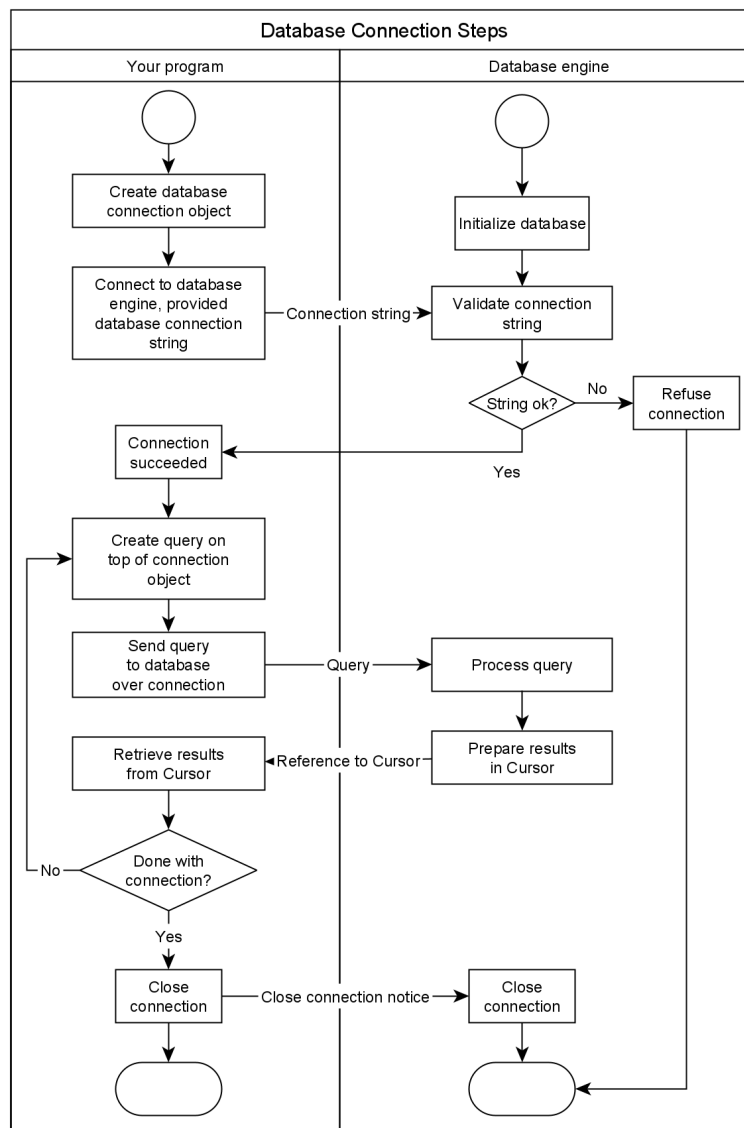 Database Connection Steps
Your program
Database engine
Create database
connection object
Initialize database
Connect to database
engine, provided
database connection
string
Connection string
Validate connection
string
String ok?
No
Refuse
connection
Yes
Connection
succeeded
Create query on
top of connection
object
Send query
to database
over connection
Query
Process query
Prepare results
in Cursor
Reference to Cursor
Retrieve results
from Cursor
Done with
connection?
No
Yes
Close
connection
Close connection notice
Close
connection